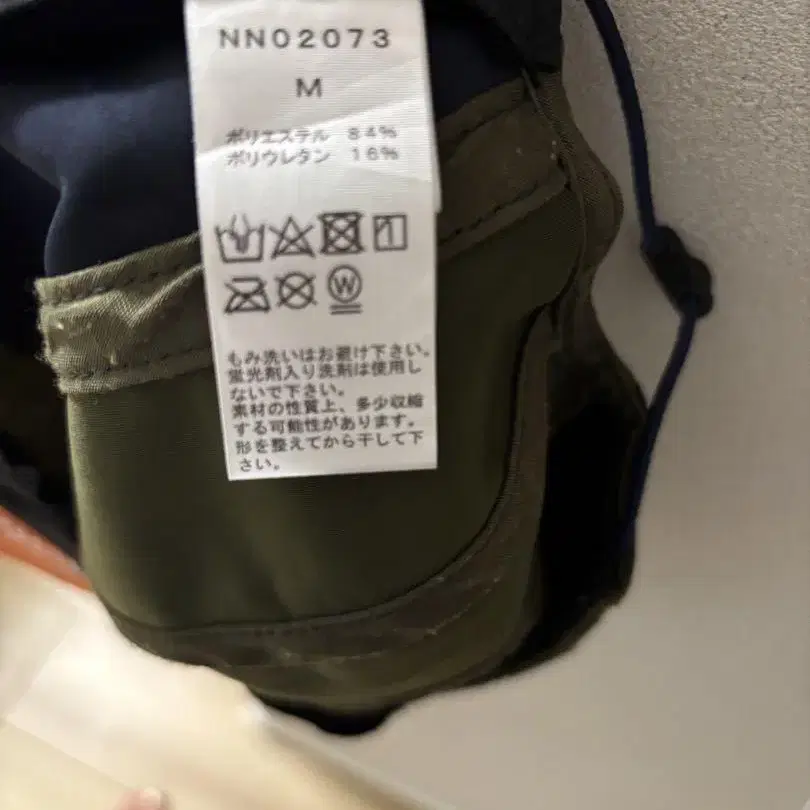 NN02073
M
ポリエステル 84%
ポリウレタン 16%
W
もみ洗いはお避け下さい。
蛍光剤入り洗剤は使用し
ないで下さい。
素材の性質上、多少収縮
する可能性があります。
形を整えてから干して下
さい。